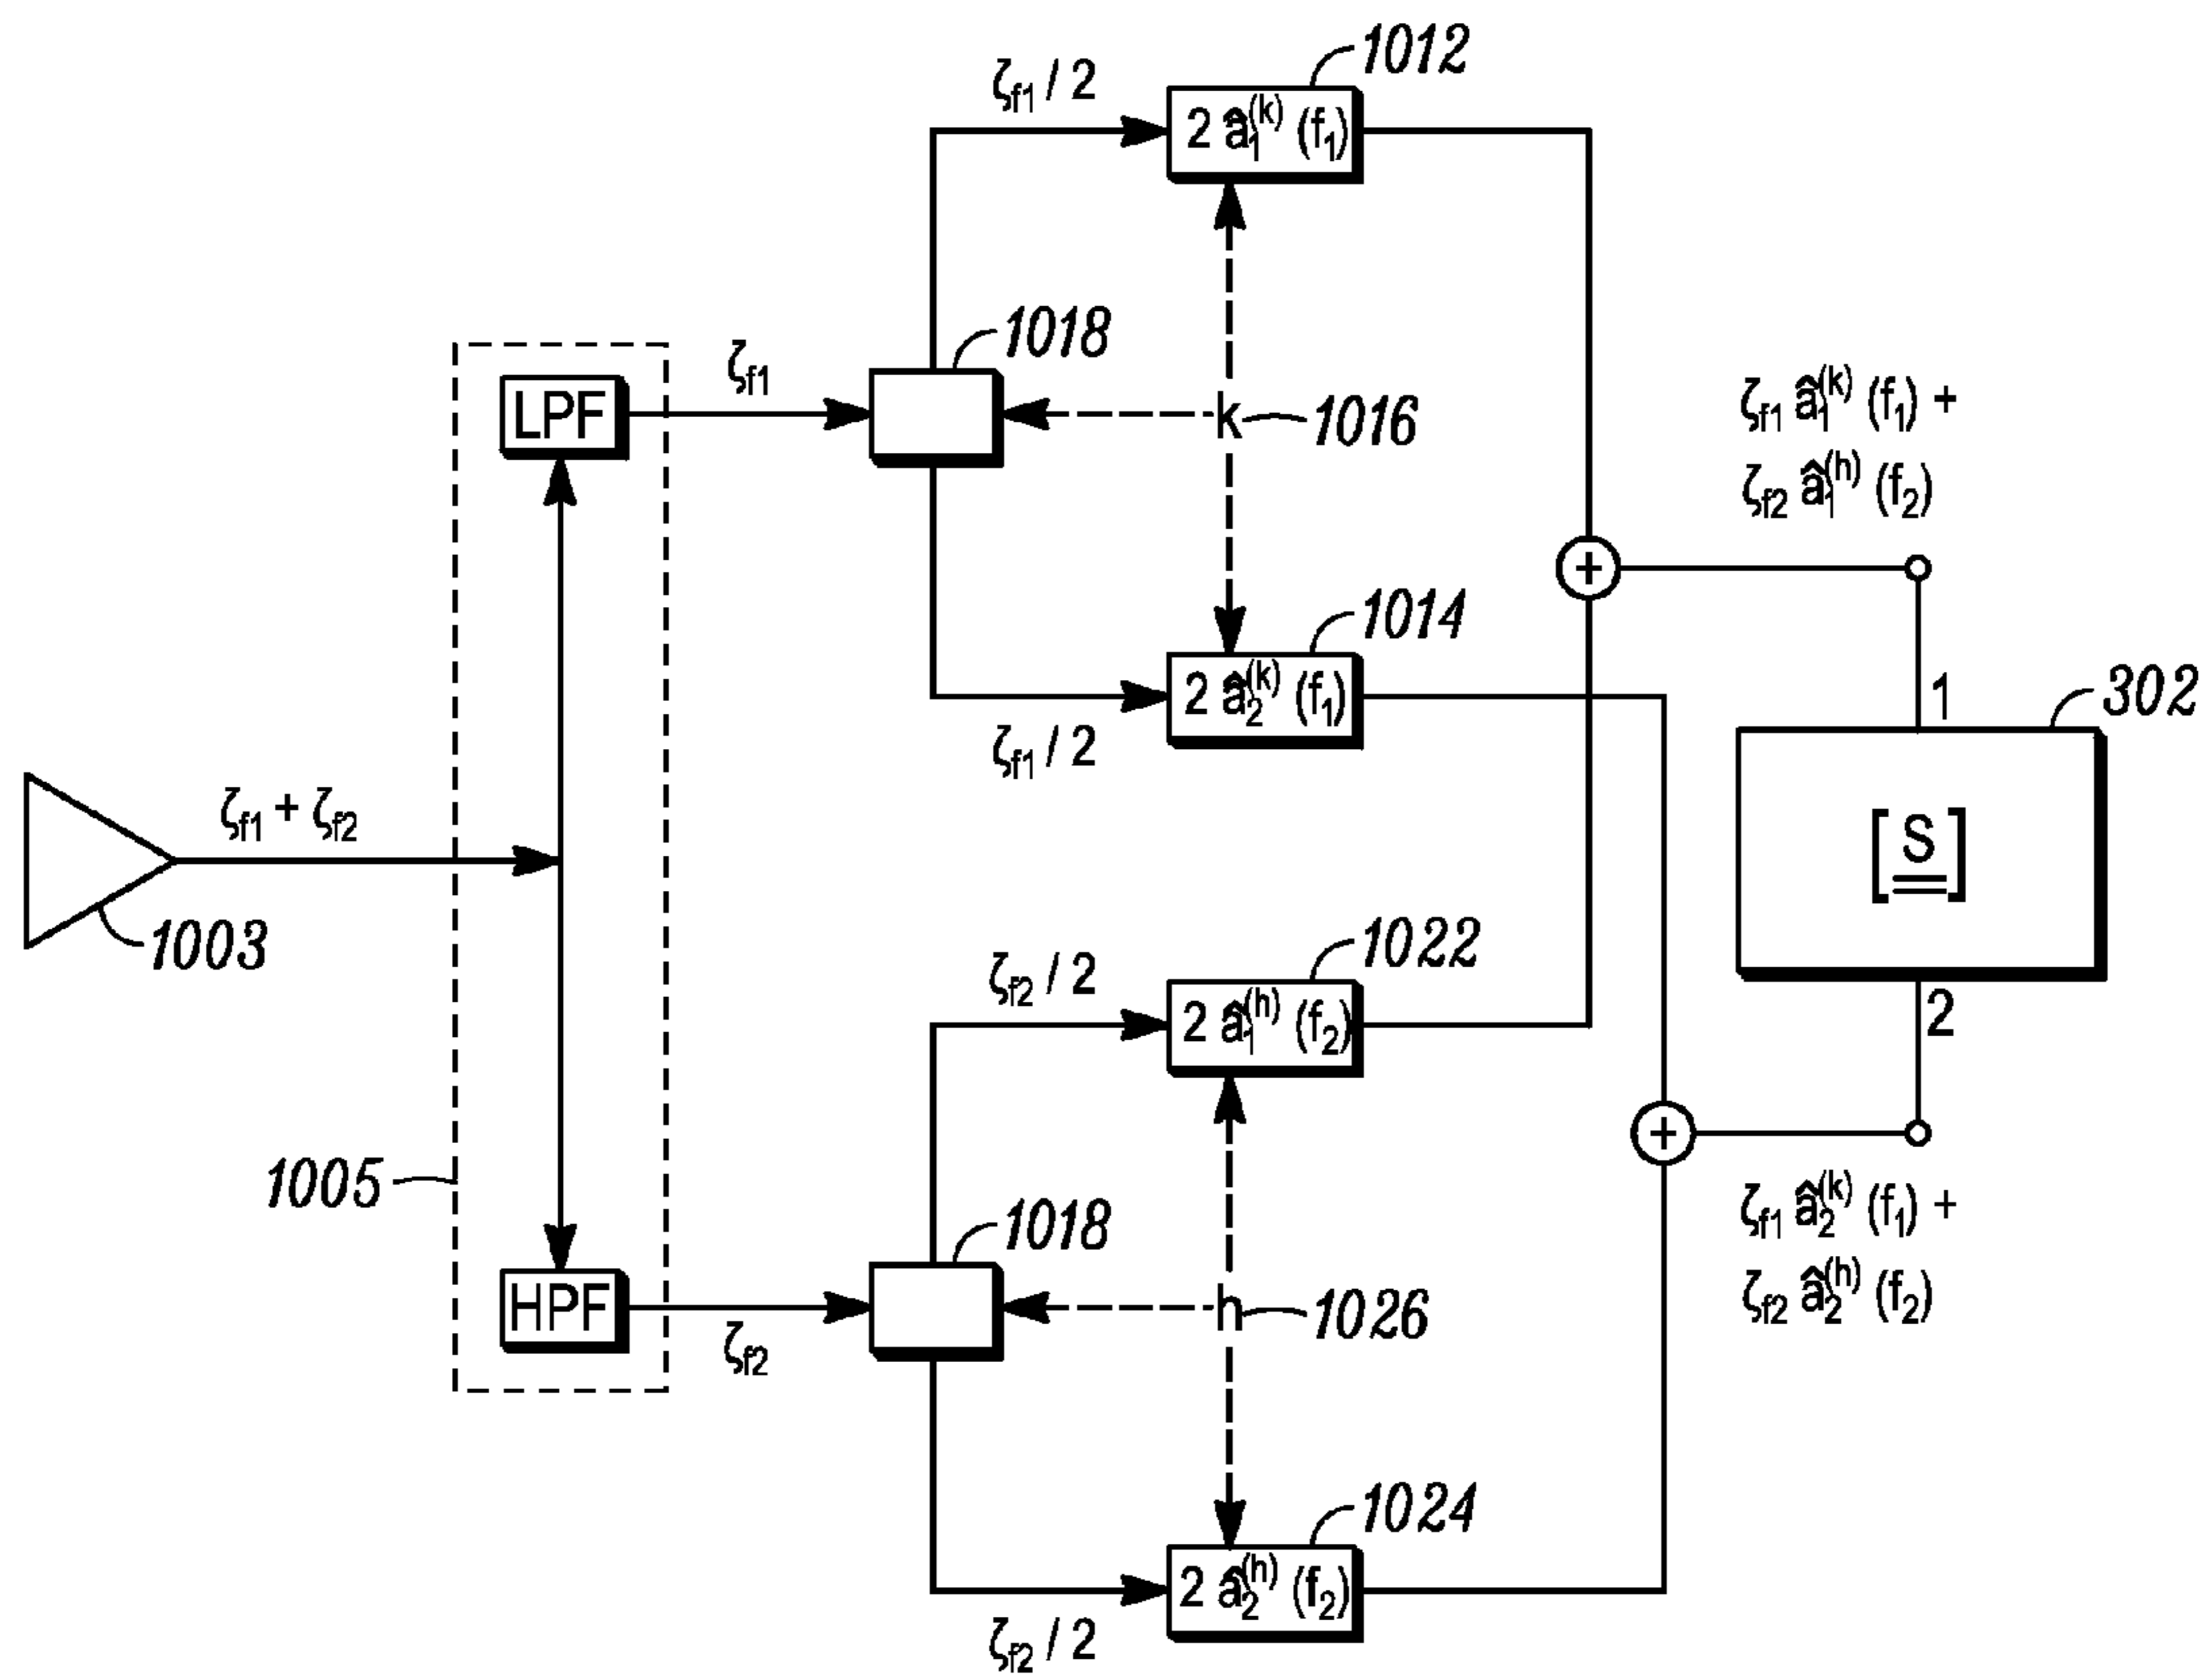 1012
ζf1 / 2
2 â1(k) (f1)
1018
ζf1
LPF
k
1016
ζf1 â1(k) (f1) +
ζf2 â1(h) (f2)
+
1014
2 â2(k) (f1)
ζf1 / 2
1
302
[S]
ζf1 + ζf2
1003
1022
ζf2 / 2
2 â1(h) (f2)
2
+
1005
1018
HPF
ζf2
h
1026
ζf1 â2(k) (f1) +
ζf2 â2(h) (f2)
1024
2 â2(h) (f2)
ζf2 / 2